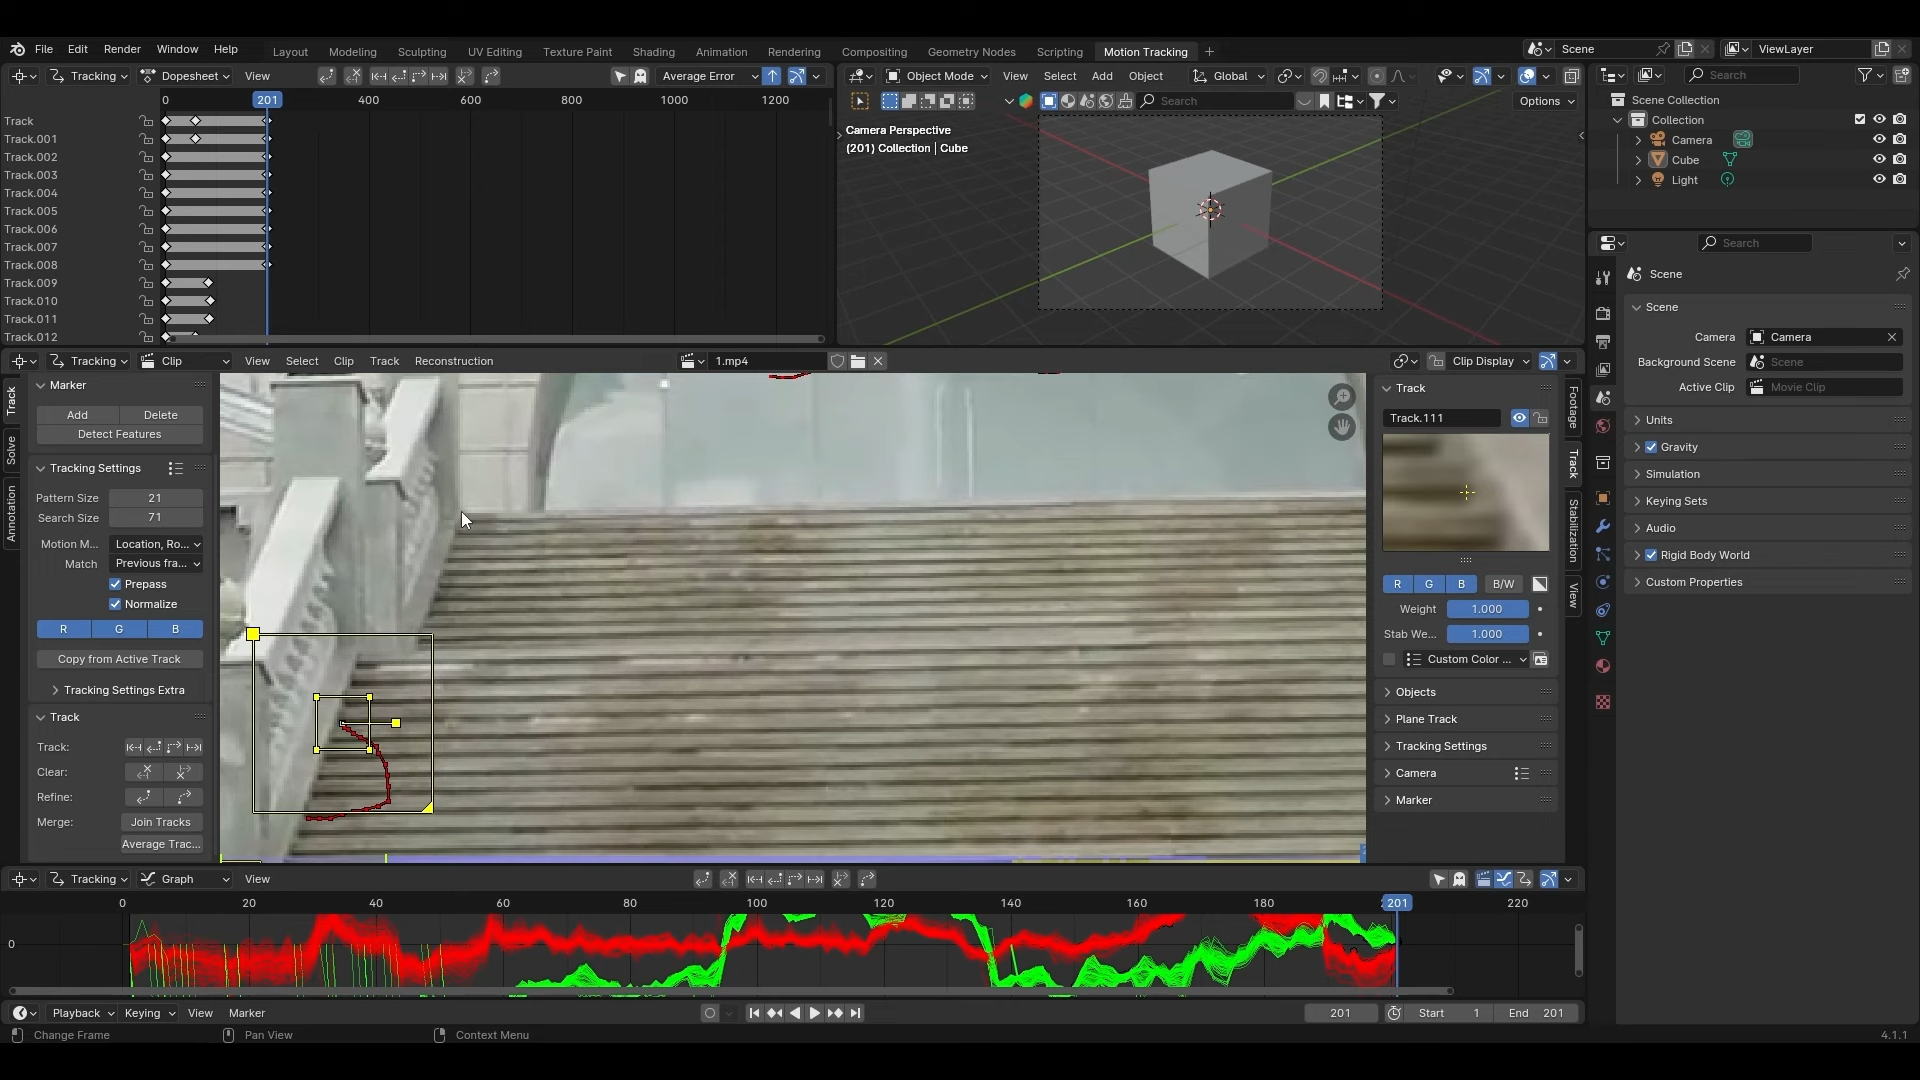 File Edit Render Window Help Layout Modeling Sculpting UV Editing Texture Paint Shading Animation Rendering Compositing Geometry Nodes Scripting Motion Tracking Scene ViewLayer
Tracking Dopesheet View Average Error Object Mode View Select Add Object Global Search
0 201 400 600 800 1000 1200 Search Options
Track
Track.001
Track.002
Track.003
Track.004
Track.005
Track.006
Track.007
Track.008
Track.009
Track.010
Track.011
Track.012
Camera Perspective
(201) Collection | Cube
Scene Collection
Collection
Camera
Cube
Light
Search
Scene
Scene
Camera Camera
Background Scene Scene
Active Clip Movie Clip
Units
Gravity
Simulation
Keying Sets
Audio
Rigid Body World
Custom Properties
Tracking Clip View Select Clip Track Reconstruction 1.mp4 Clip Display
Track
Solve
Annotation
Marker
Add Delete
Detect Features
Tracking Settings
Pattern Size 21
Search Size 71
Motion M... Location, Ro...
Match Previous fra...
Prepass
Normalize
R G B
Copy from Active Track
Tracking Settings Extra
Track
Track:
Clear:
Refine:
Merge: Join Tracks
Average Trac...
Track
Track.111
R G B B/W
Weight 1.000
Stab We... 1.000
Custom Color ...
Objects
Plane Track
Tracking Settings
Camera
Marker
Footage
Track
Stabilization
View
Tracking Graph View
0 20 40 60 80 100 120 140 160 180 201 220
0
Playback Keying View Marker 201 Start 1 End 201
Change Frame Pan View Context Menu 4.1.1